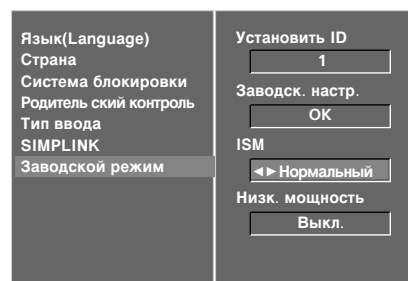 Язык(Language)
Страна
Система блокировки
Родитель ский контроль
Тип ввода
SIMPLINK
Заводской режим
Установить ID
1
Заводск. настр.
ОК
ISM
◄► Нормальный
Низк. мощность
Выкл.